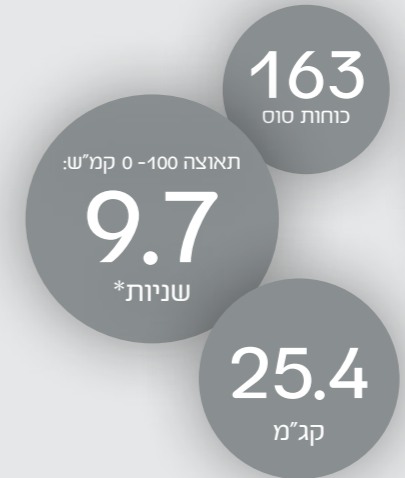 163
כוחות סוס
תאוצה 100- 0 קמ״ש:
9.7
שניות*
25.4
קג״מ